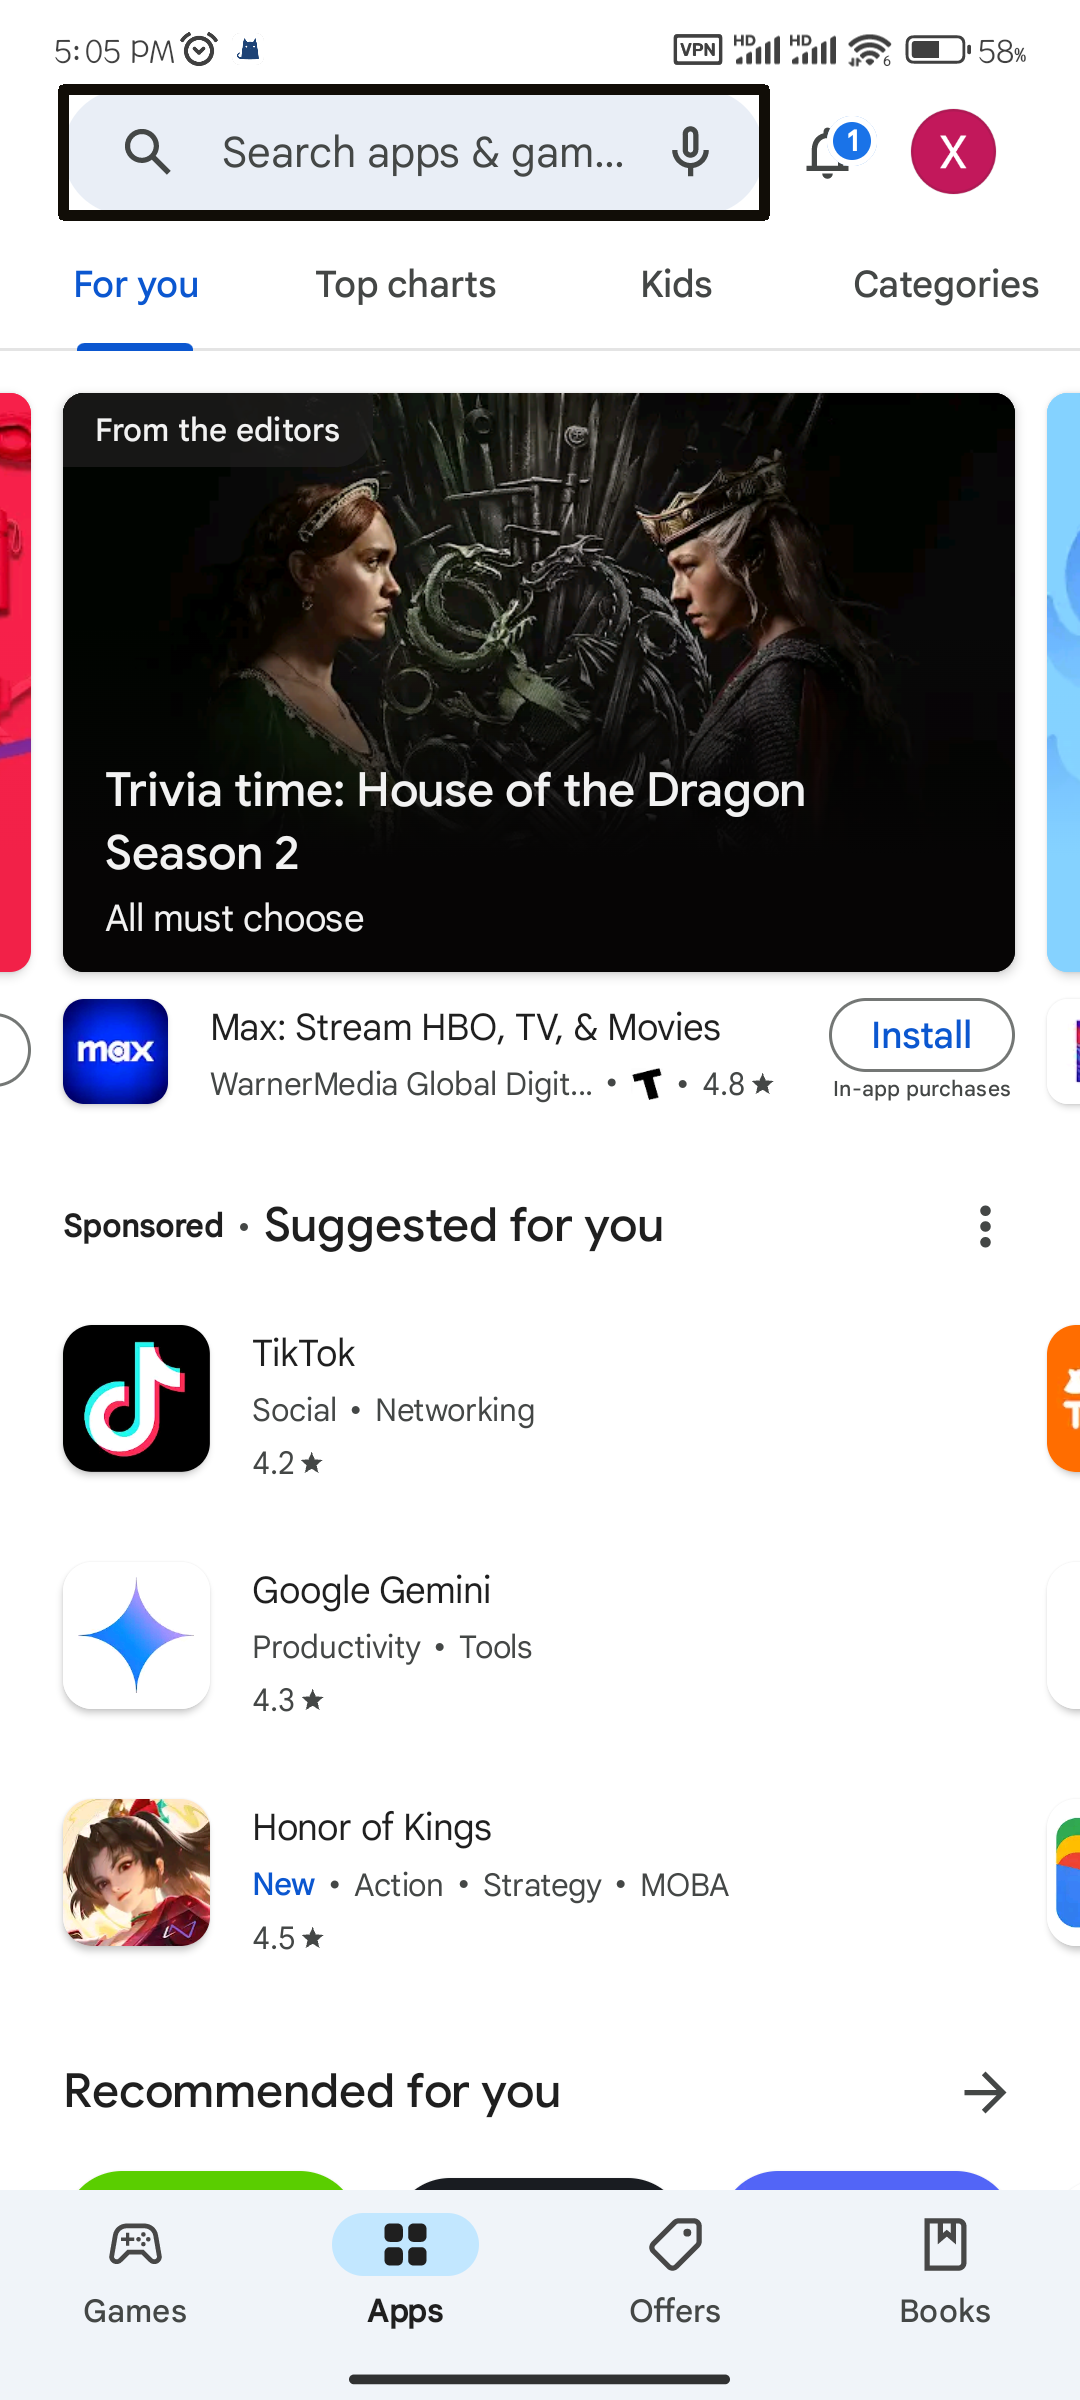 5:05 PM
VPN HD HD 6 58%
Search apps & gam...
1
X
For you
Top charts
Kids
Categories
From the editors
Trivia time: House of the Dragon
Season 2
All must choose
max
Max: Stream HBO, TV, & Movies
WarnerMedia Global Digit... • T • 4.8★
Install
In-app purchases
Sponsored • Suggested for you
TikTok
Social • Networking
4.2★
Google Gemini
Productivity • Tools
4.3★
Honor of Kings
New • Action • Strategy • MOBA
4.5★
Recommended for you
Games
Apps
Offers
Books